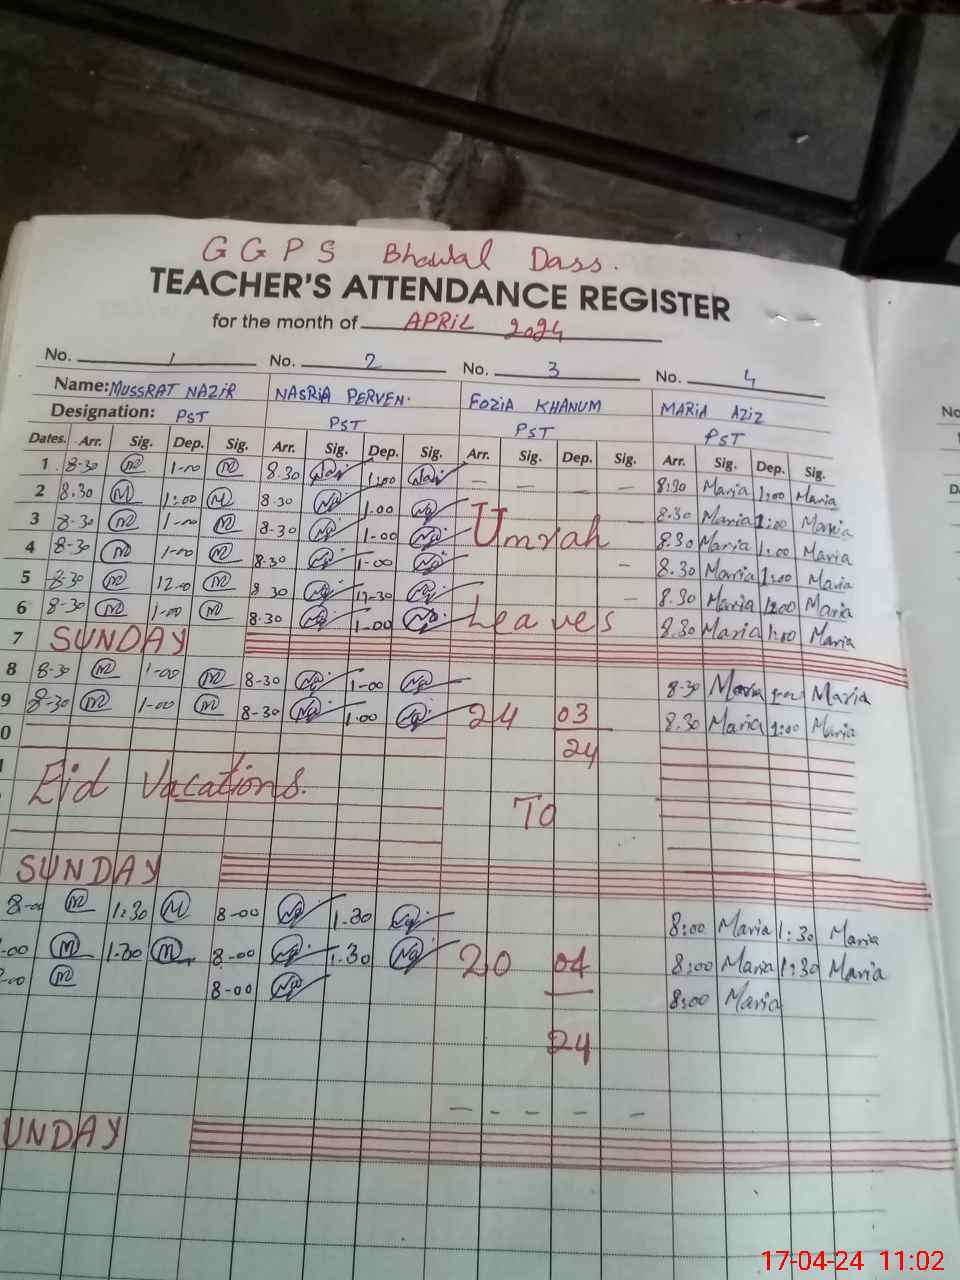 GGPS Bhawal Dass.
TEACHER'S ATTENDANCE REGISTER
for the month of APRIL 2024
No. 1 No. 2 No. 3 No. 4
Name: MUSSRAT NAZIR NASRIA PERVEN. FOZIA KHANUM MARIA AZIZ
Designation: PST PST PST PST
Dates. Arr. Sig. Dep. Sig. Arr. Sig. Dep. Sig. Arr. Sig. Dep. Sig. Arr. Sig. Dep. Sig.
1 8-30 M 1-00 M 8.30 1:00 - - - - 8:30 Maria 1:00 Maria
2 8.30 M 1:00 M 8-30 1.00 8.30 Maria 1:00 Maria
3 8-30 M 1-00 M 8-30 1-00 Umrah - 8.30 Maria 1:00 Maria
4 8-30 M 1-00 M 8.30 1-00 - 8.30 Maria 1:00 Maria
5 8-30 M 12.00 M 8 30 - 8.30 Maria 12:00 Maria
6 8-30 M 1-00 M 8.30 1-00 Leaves 8.30 Maria 1:00 Maria
7 SUNDAY
8 8-30 M 1-00 M 8-30 1-00 8-30 Maria 1:00 Maria
9 8-30 M 1-00 M 8-30 1.00 24 03 8.30 Maria 1:00 Maria
0 24
Eid Vacations.
TO
SUNDAY
8-00 M 1:30 M 8-00 1.30 8:00 Maria 1:30 Maria
-00 M 1.30 M 8-00 1.30 20 04 8:00 Maria 1:30 Maria
-00 M 8-00 8:00 Maria
24
- - - - -
UNDAY
No
D
17-04-24 11:02